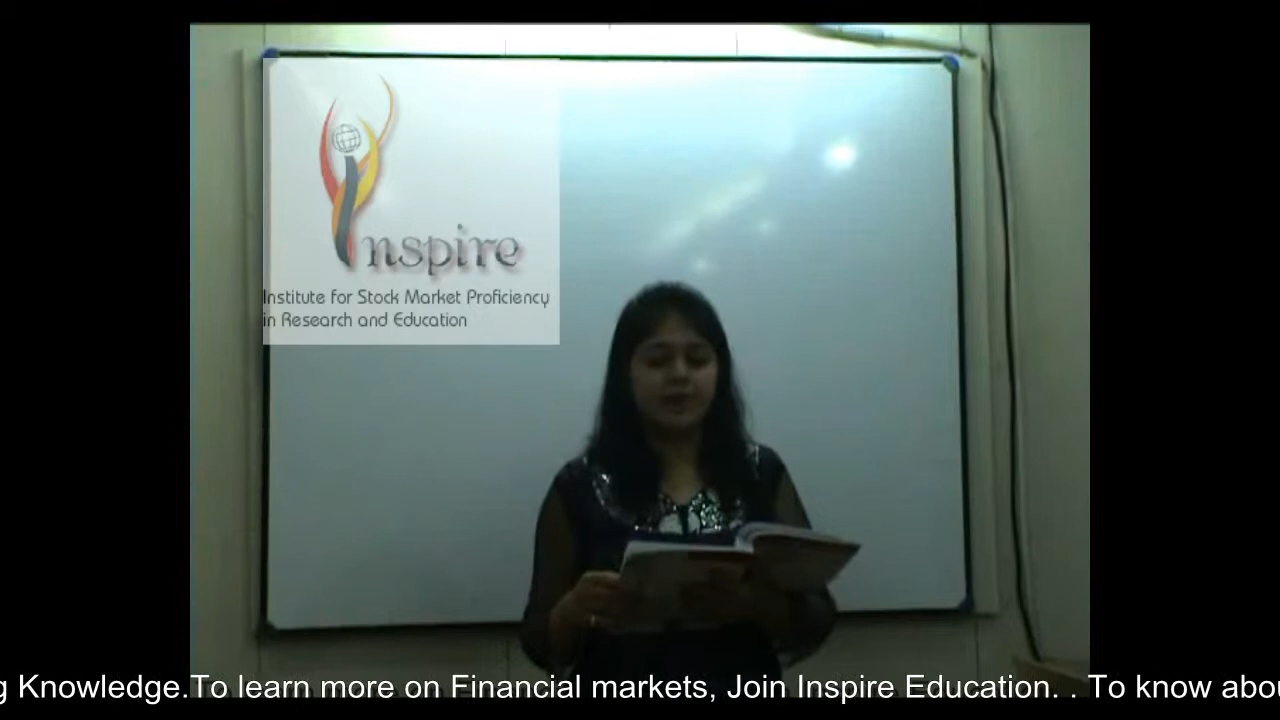 Inspire
Institute for Stock Market Proficiency
in Research and Education
g Knowledge.To learn more on Financial markets, Join Inspire Education. . To know abou